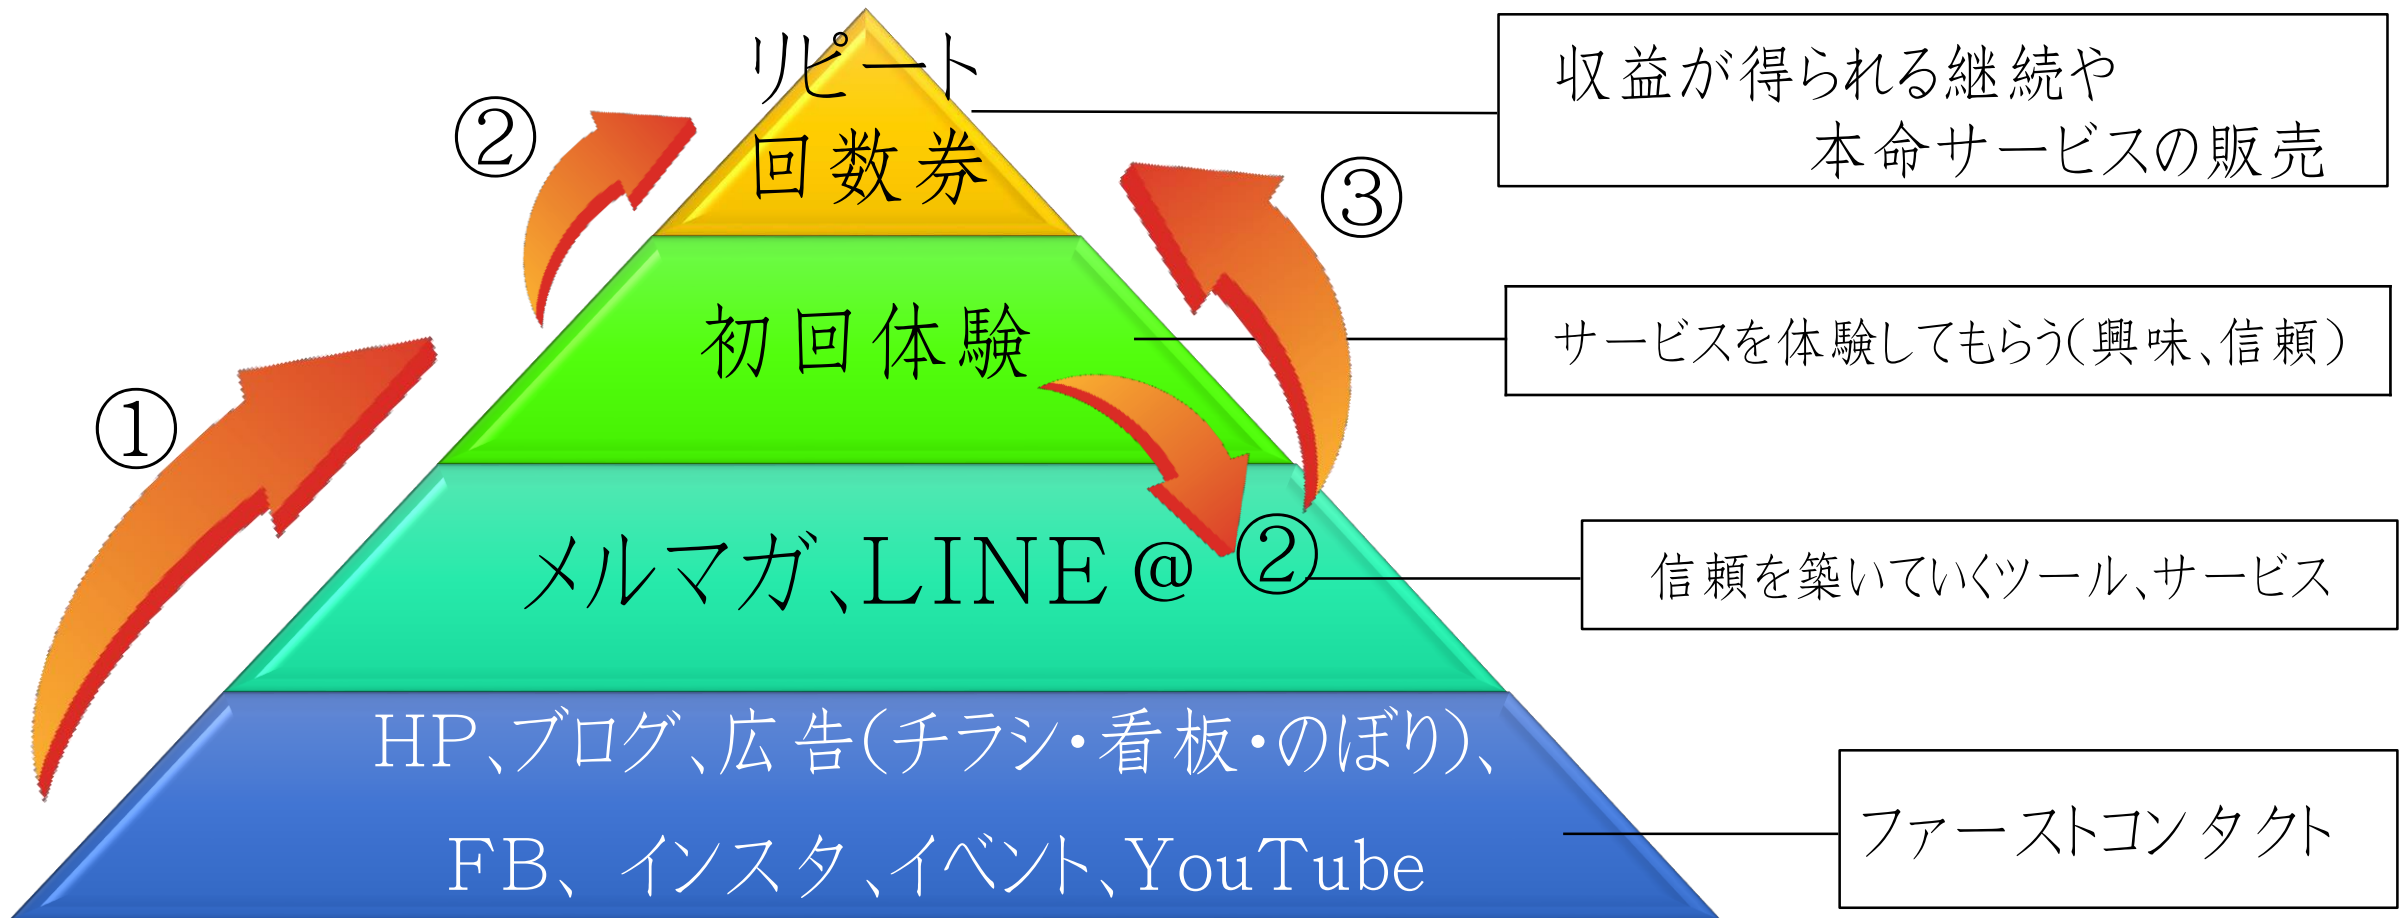 リピート
回数券
収益が得られる継続や
本命サービスの販売
②
③
初回体験
サービスを体験してもらう(興味、信頼)
①
メルマガ、LINE@
②
信頼を築いていくツール、サービス
HP、ブログ、広告(チラシ・看板・のぼり)、
FB、インスタ、イベント、YouTube
ファーストコンタクト